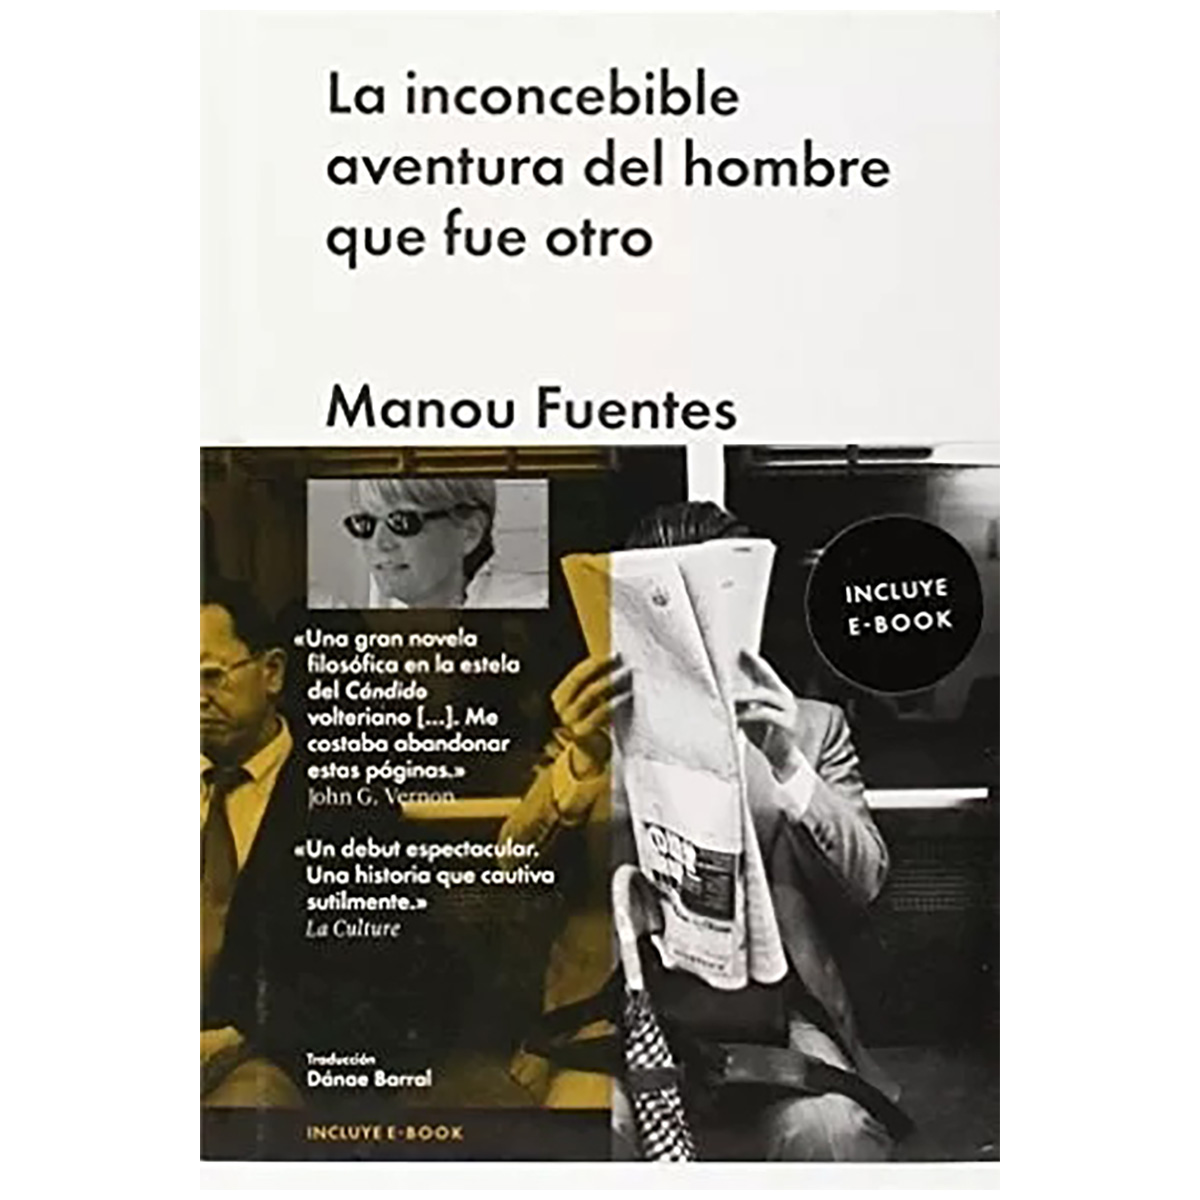 La inconcebible
aventura del hombre
que fue otro
Manou Fuentes
INCLUYE
E-BOOK
«Una gran novela
filosófica en la estela
del Cándido
volteriano [...]. Me
costaba abandonar
estas páginas.»
John G. Vernon
«Un debut espectacular.
Una historia que cautiva
sutilmente.»
La Culture
Traducción
Dánae Barral
INCLUYE E-BOOK